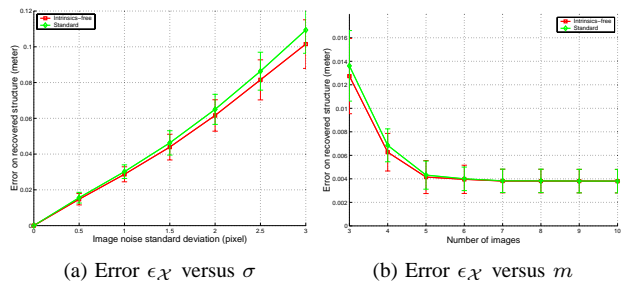 0.12
0.1
0.08
0.06
0.04
0.02
0
Error on recovered structure (meter)
Intrinsics−free
Standard
0 0.5 1 1.5 2 2.5 3
Image noise standard deviation (pixel)
(a) Error ϵ𝒳 versus σ
0.018
0.016
0.014
0.012
0.01
0.008
0.006
0.004
0.002
0
Error on recovered structure (meter)
Intrinsics−free
Standard
3 4 5 6 7 8 9 10
Number of images
(b) Error ϵ𝒳 versus m